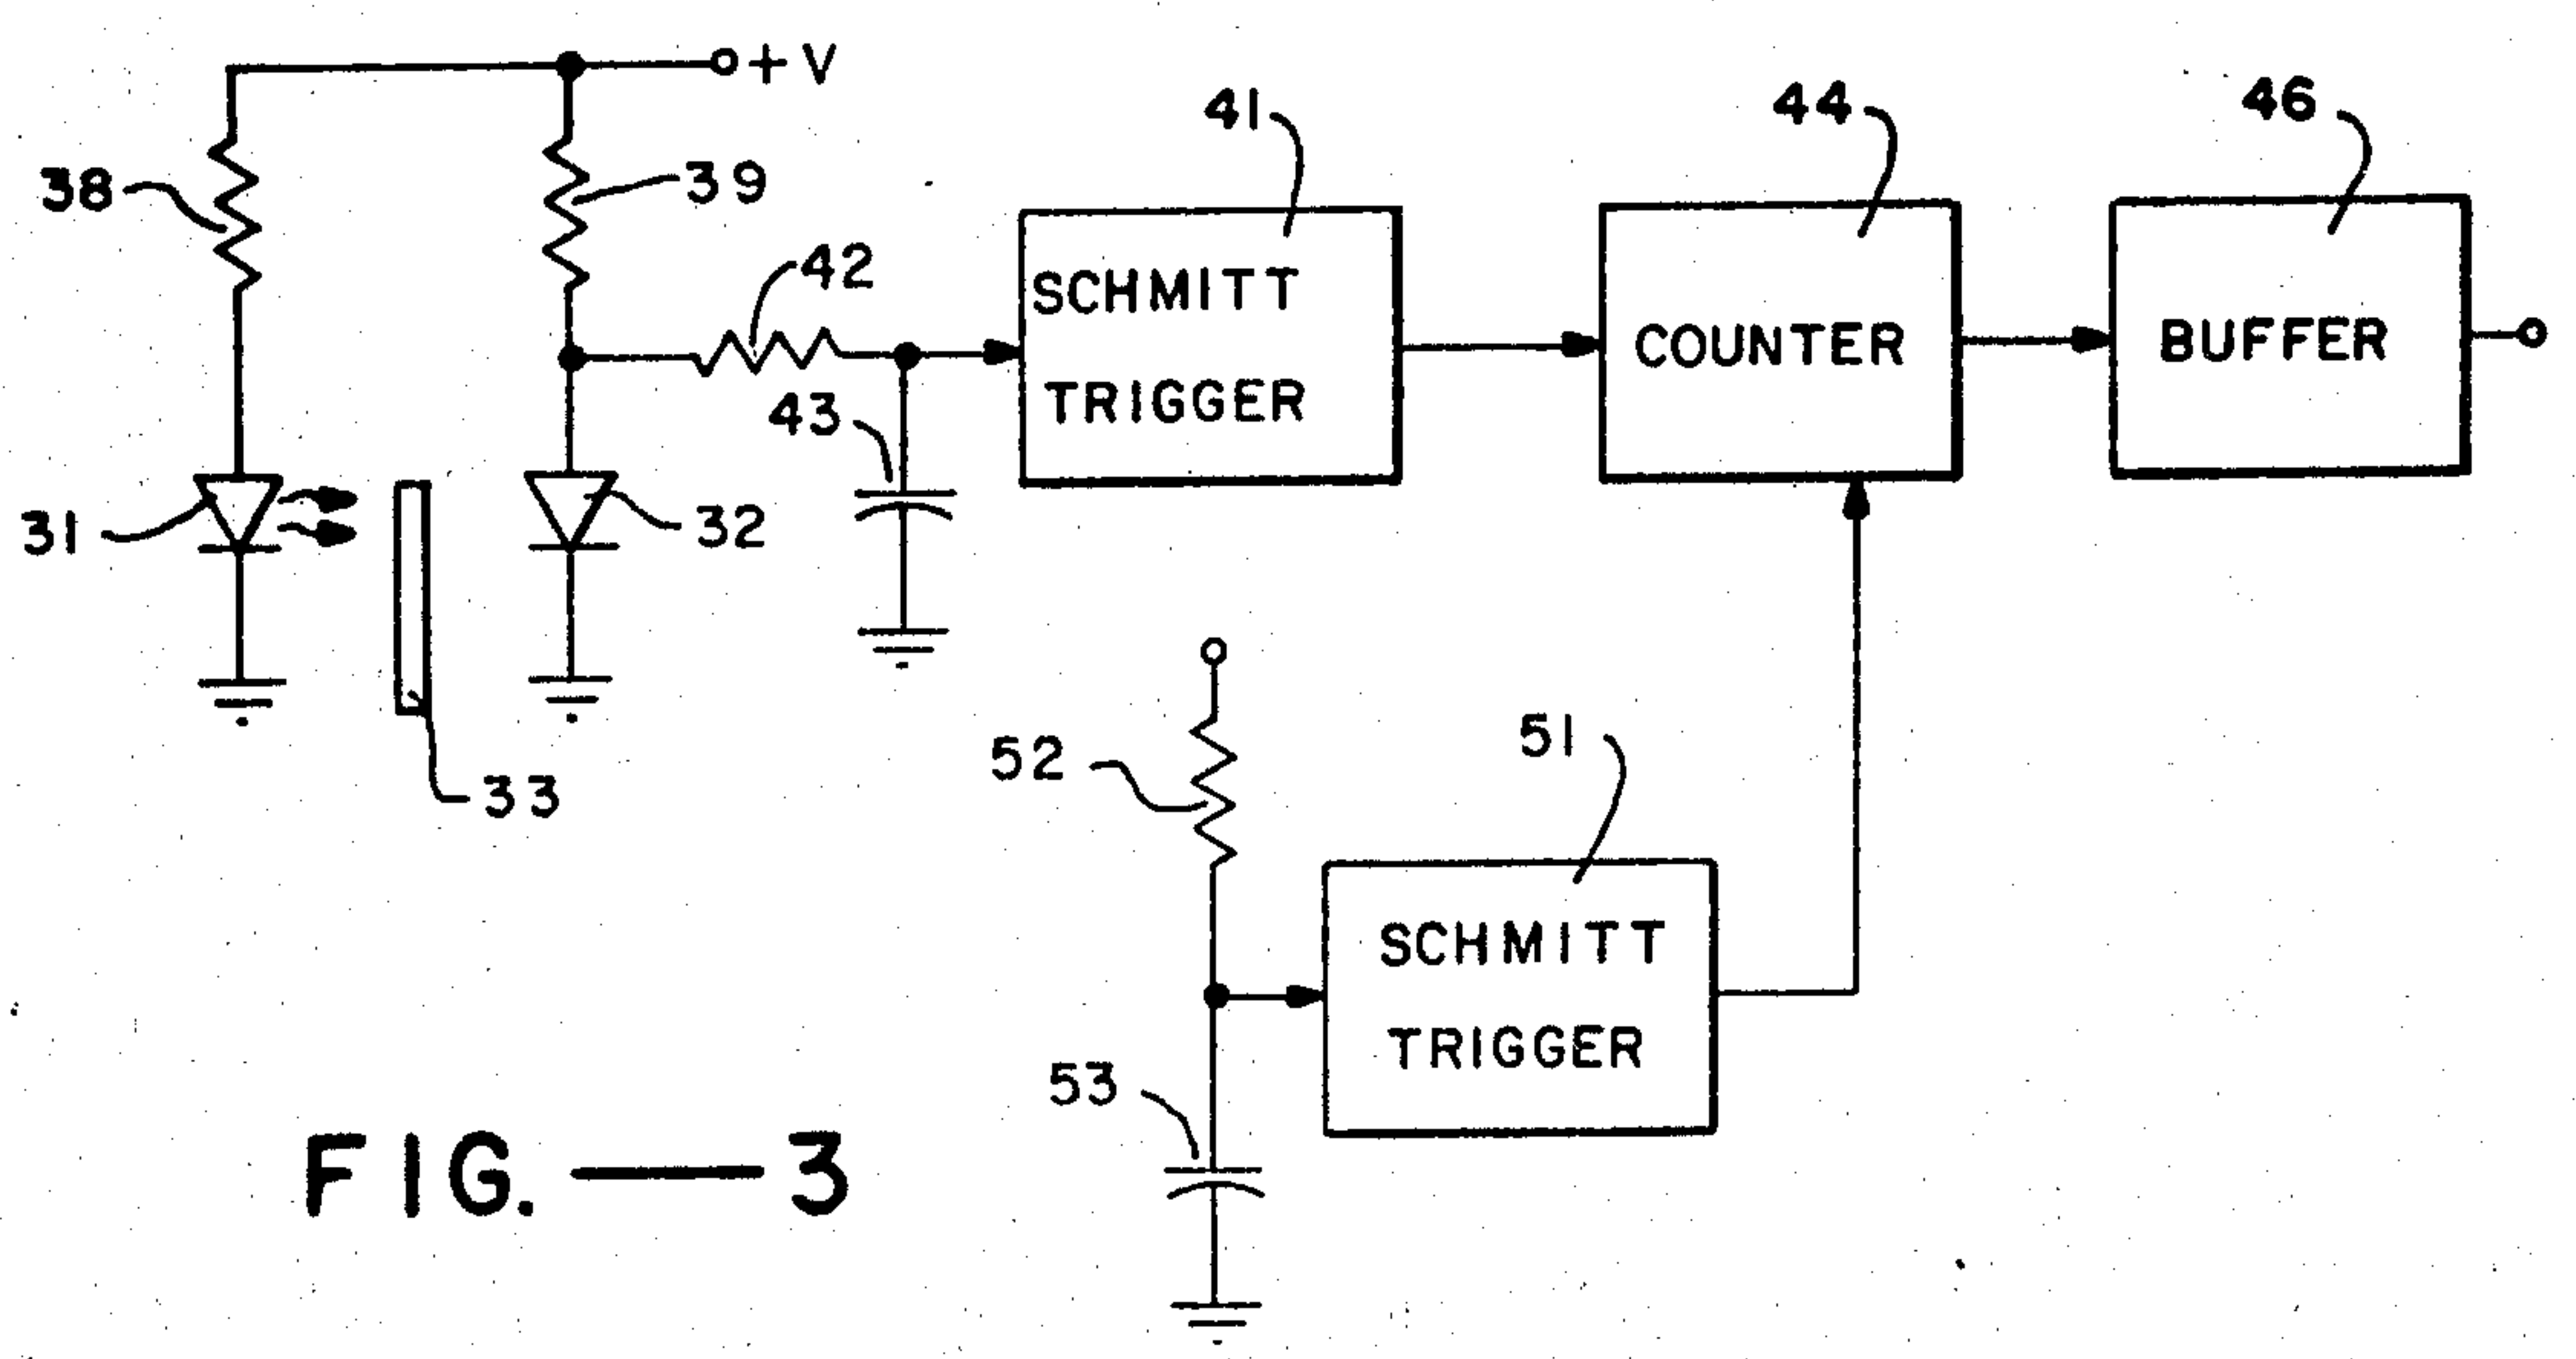 +V
38
39
42
43
31
32
33
41
SCHMITT
TRIGGER
44
COUNTER
46
BUFFER
52
53
51
SCHMITT
TRIGGER
FIG.—3